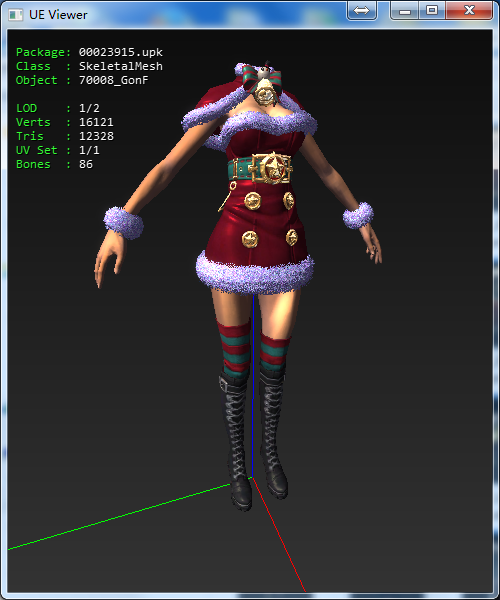 UE Viewer
Package: 00023915.upk
Class : SkeletalMesh
Object : 70008_GonF
LOD : 1/2
Verts : 16121
Tris : 12328
UV Set : 1/1
Bones : 86